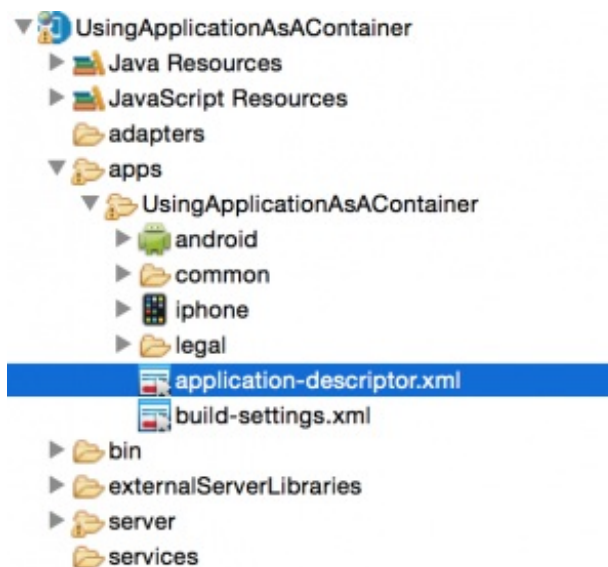 UsingApplicationAsAContainer
Java Resources
JavaScript Resources
adapters
apps
UsingApplicationAsAContainer
android
common
iphone
legal
application-descriptor.xml
build-settings.xml
bin
externalServerLibraries
server
services